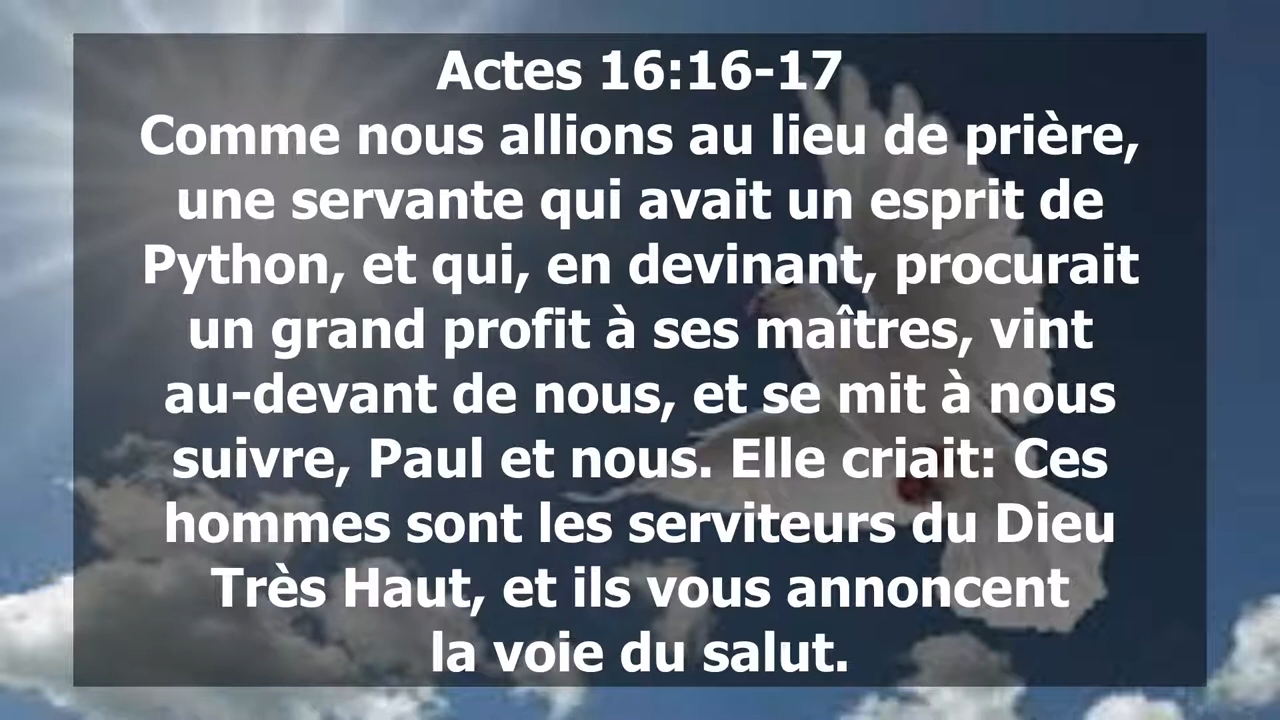 Actes 16:16-17
Comme nous allions au lieu de prière,
une servante qui avait un esprit de
Python, et qui, en devinant, procurait
un grand profit à ses maîtres, vint
au-devant de nous, et se mit à nous
suivre, Paul et nous. Elle criait: Ces
hommes sont les serviteurs du Dieu
Très Haut, et ils vous annoncent
la voie du salut.